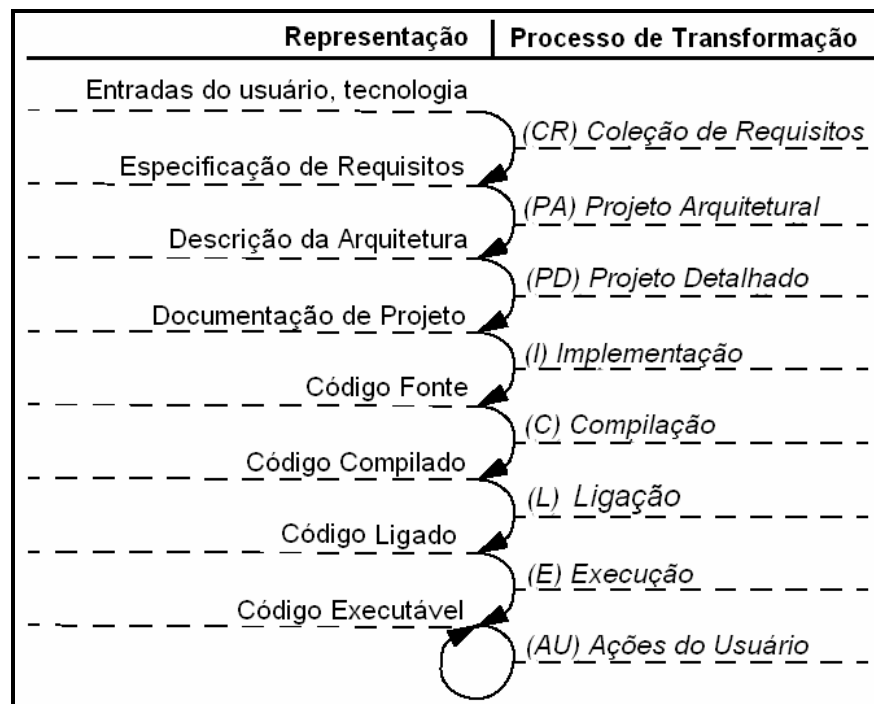 Representação
Processo de Transformação
Entradas do usuário, tecnologia
(CR) Coleção de Requisitos
Especificação de Requisitos
(PA) Projeto Arquitetural
Descrição da Arquitetura
(PD) Projeto Detalhado
Documentação de Projeto
(I) Implementação
Código Fonte
(C) Compilação
Código Compilado
(L) Ligação
Código Ligado
(E) Execução
Código Executável
(AU) Ações do Usuário